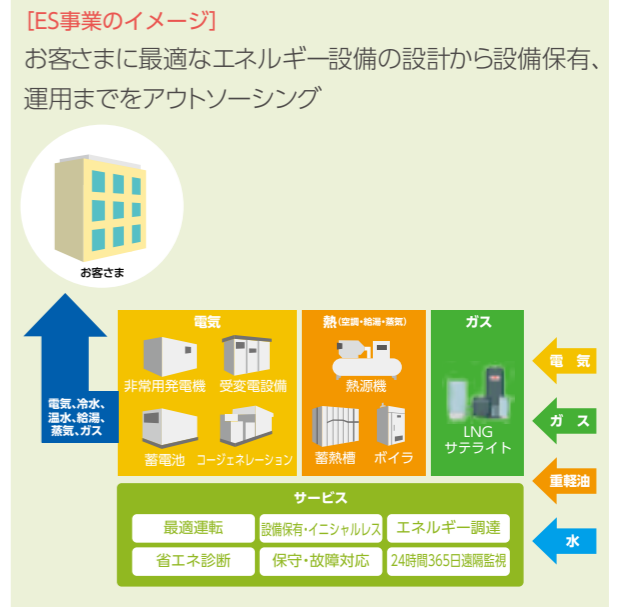 [ES事業のイメージ]
お客さまに最適なエネルギー設備の設計から設備保有、
運用までをアウトソーシング
お客さま
電気、冷水、
温水、給湯、
蒸気、ガス
電気
非常用発電機
受変電設備
蓄電池
コージェネレーション
熱(空調・給湯・蒸気)
熱源機
蓄熱槽
ボイラ
ガス
LNG
サテライト
電 気
ガ ス
重軽油
水
サービス
最適運転
設備保有・イニシャルレス
エネルギー調達
省エネ診断
保守・故障対応
24時間365日遠隔監視